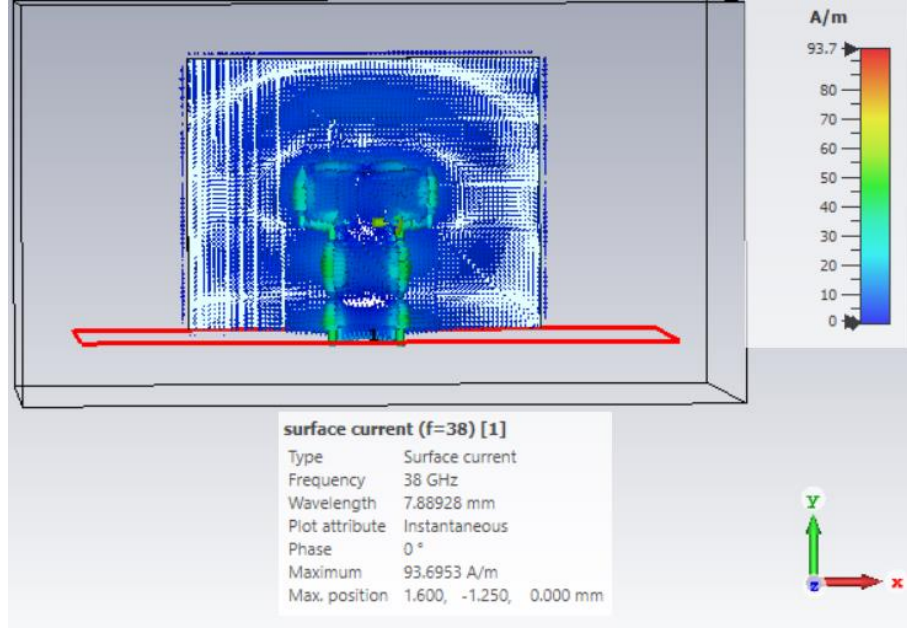 A/m
93.7
80
70
60
50
40
30
20
10
0
1
surface current (f=38) [1]
Type Surface current
Frequency 38 GHz
Wavelength 7.88928 mm
Plot attribute Instantaneous
Phase 0 °
Maximum 93.6953 A/m
Max. position 1.600, -1.250, 0.000 mm
y
z
x